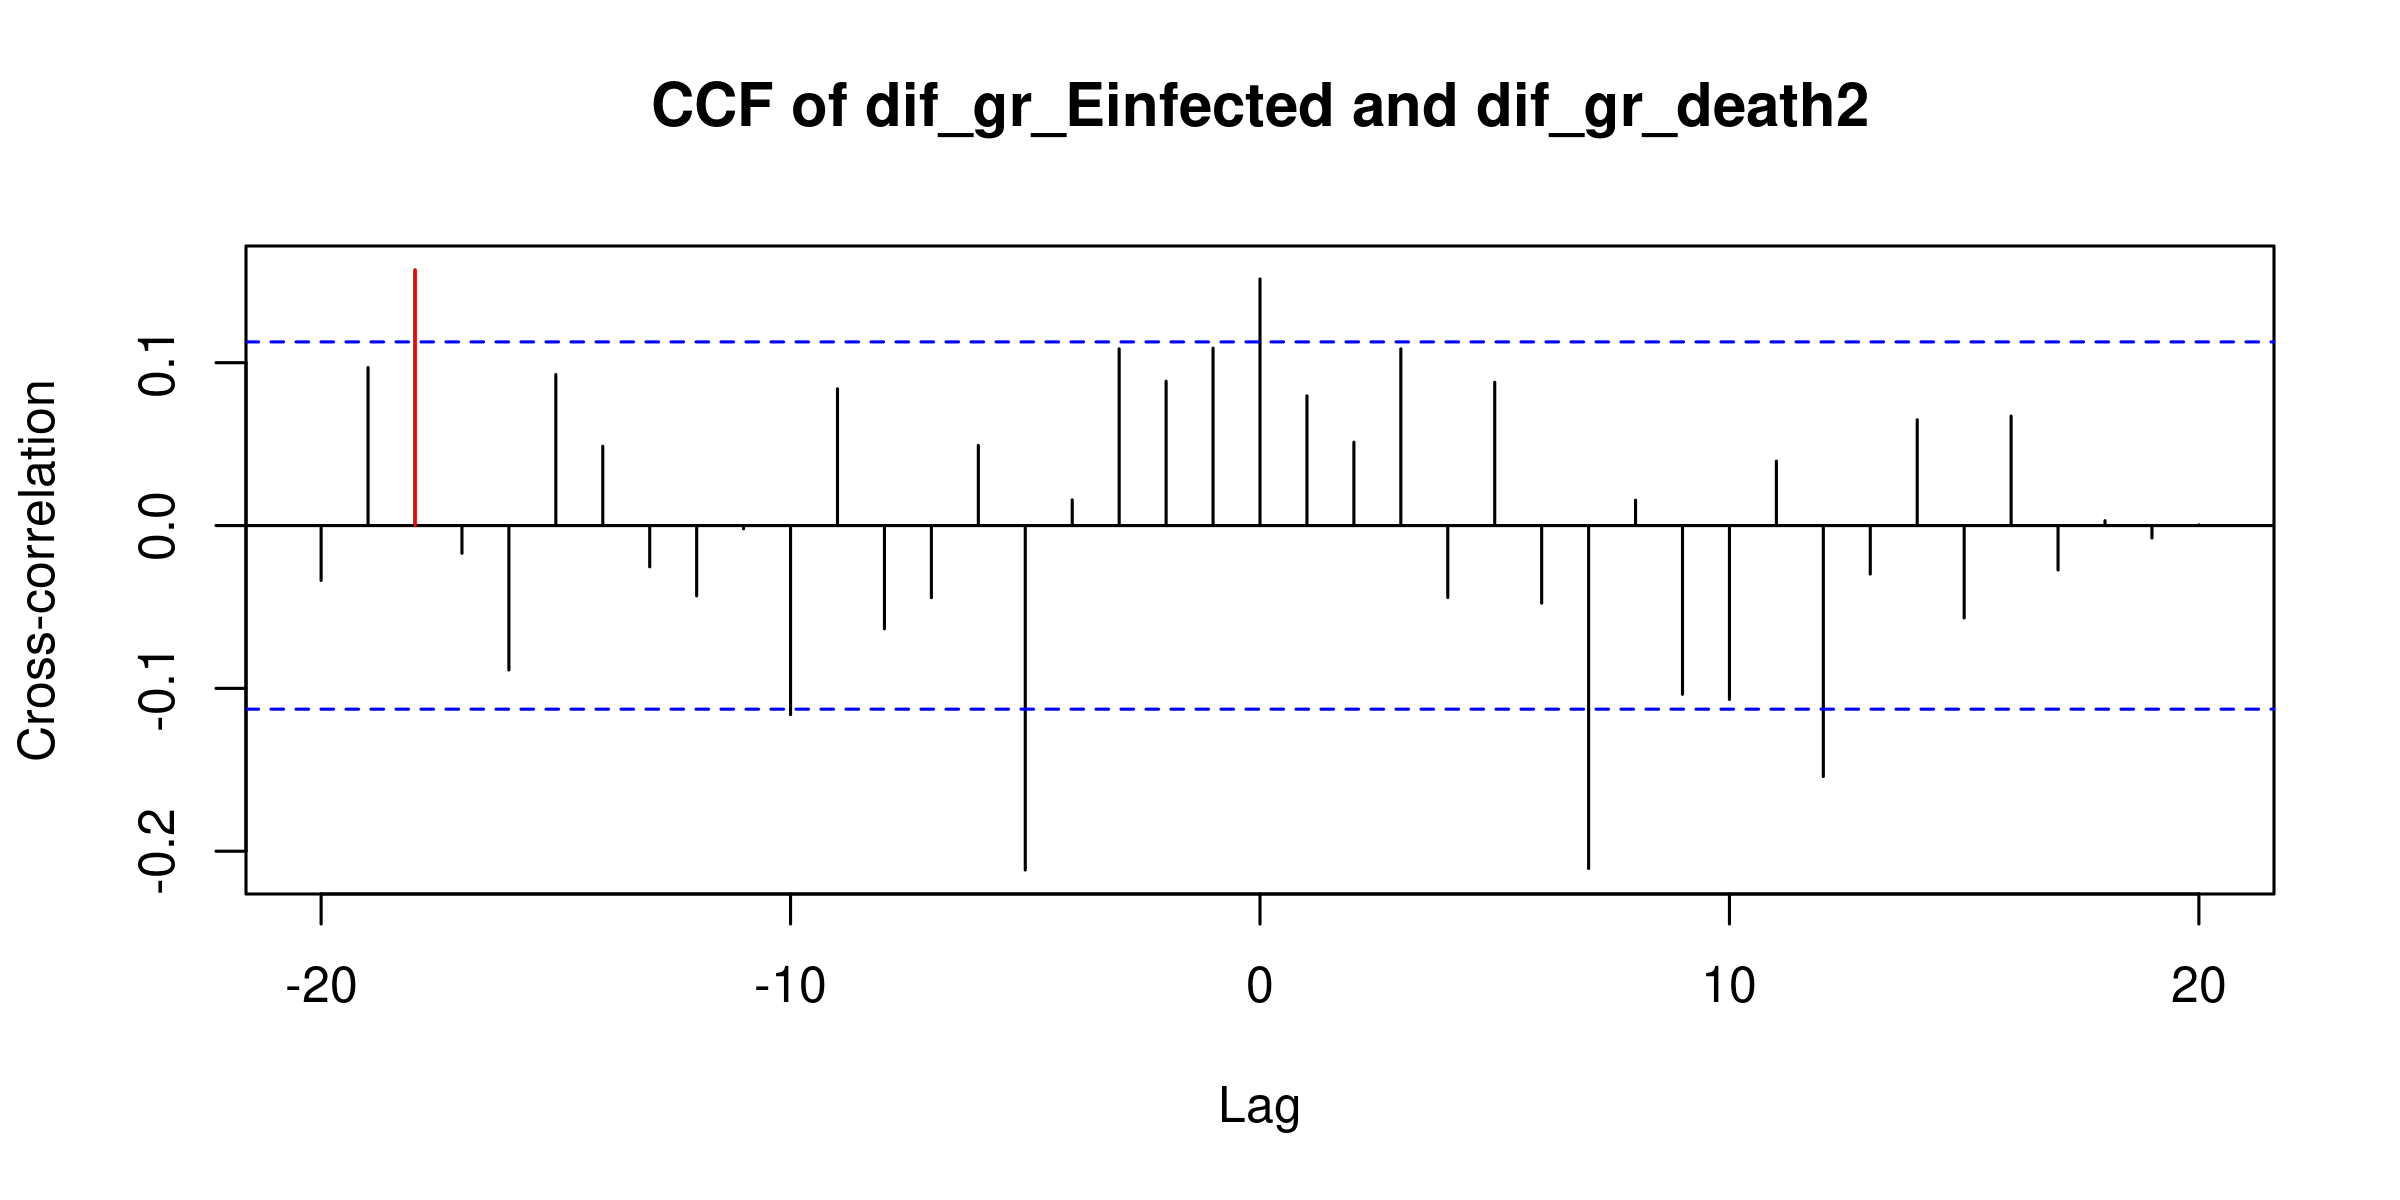 CCF of dif_gr_Einfected and dif_gr_death2
Cross-correlation
0.1
0.0
-0.1
-0.2
-20 -10 0 10 20
Lag